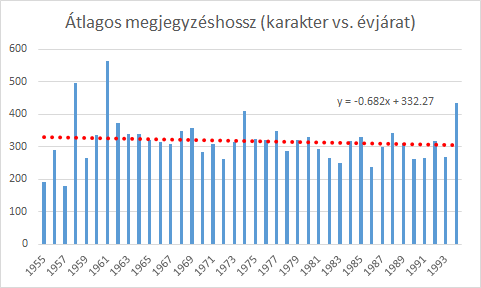 Átlagos megjegyzéshossz (karakter vs. évjárat)
600
500
y = -0.682x + 332.27
400
300
200
100
0
1955 1957 1959 1961 1963 1965 1967 1969 1971 1973 1975 1977 1979 1981 1983 1985 1987 1989 1991 1993